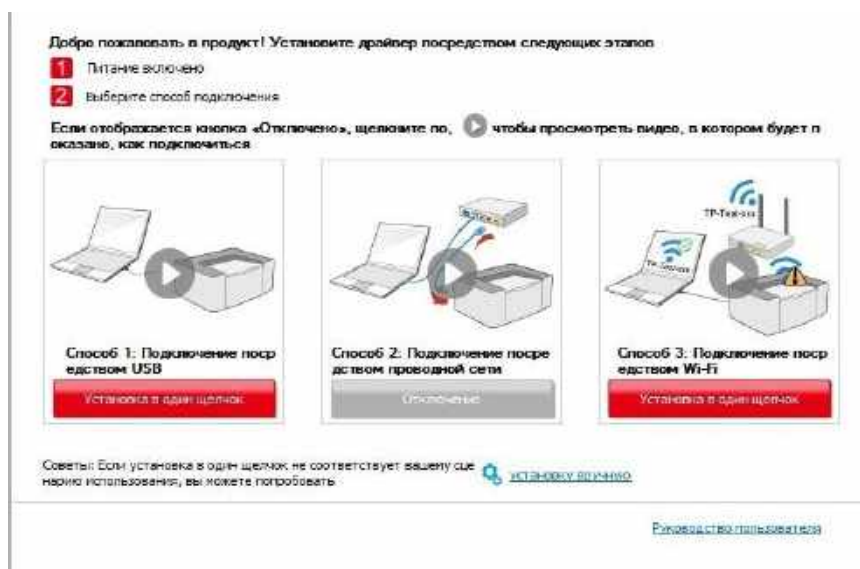 Добро пожаловать в продукт! Установите драйвер посредством следующих этапов
1 Питание включено
2 Выберите способ подключения
Если отображается кнопка «Отключено», щелкните по, чтобы просмотреть видео, в котором будет п
оказано, как подключиться
Способ 1: Подключение поср
едством USB
Установка в один щелчок
Способ 2: Подключение посре
дством проводной сети
Отключение
TP-Test-xxx
Способ 3: Подключение поср
едством Wi-Fi
Установка в один щелчок
Советы: Если установка в один щелчок не соответствует вашему сце
нарию использования, вы можете попробовать
установку вручную
Руководство пользователя